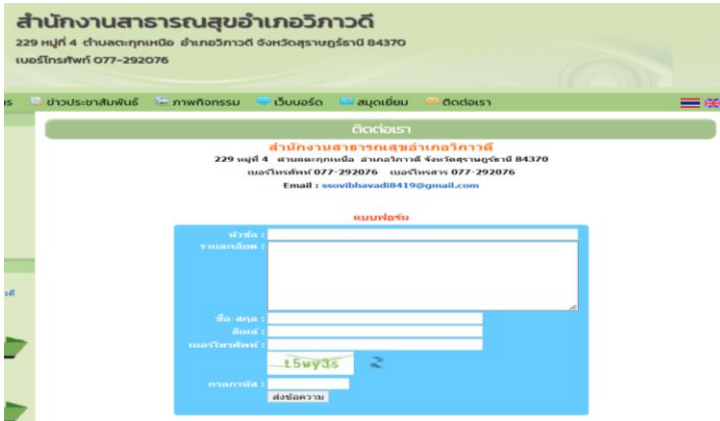 สำนักงานสาธารณสุขอำเภอวิภาวดี
229 หมู่ที่ 4 ตำบลตะกุกเหนือ อำเภอวิภาวดี จังหวัดสุราษฎร์ธานี 84370
เบอร์โทรศัพท์ 077-292076
ข่าวประชาสัมพันธ์ ภาพกิจกรรม เว็บบอร์ด สมุดเยี่ยม ติดต่อเรา
ติดต่อเรา
สำนักงานสาธารณสุขอำเภอวิภาวดี
229 หมู่ที่ 4 ตำบลตะกุกเหนือ อำเภอวิภาวดี จังหวัดสุราษฎร์ธานี 84370
เบอร์โทรศัพท์ 077-292076 เบอร์โทรสาร 077-292076
Email : ssovibhavadi8419@gmail.com
แบบฟอร์ม
หัวข้อ :
รายละเอียด :
ชื่อ-สกุล :
อีเมล์ :
เบอร์โทรศัพท์ :
t5wy3s
กรอกรหัส :
ส่งข้อความ